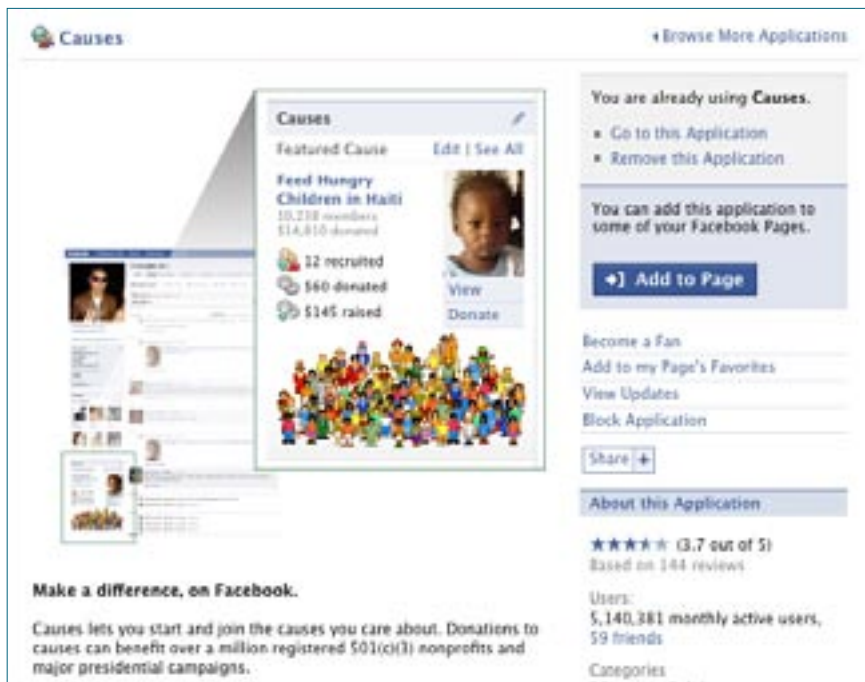 Causes
Browse More Applications
Causes
Featured Cause Edit | See All
Feed Hungry
Children in Haiti
10,238 members
$14,810 donated
12 recruited
$60 donated
$145 raised
View
Donate
Make a difference, on Facebook.
Causes lets you start and join the causes you care about. Donations to
causes can benefit over a million registered 501(c)(3) nonprofits and
major presidential campaigns.
You are already using Causes.
Go to this Application
Remove this Application
You can add this application to
some of your Facebook Pages.
Add to Page
Become a Fan
Add to my Page's Favorites
View Updates
Block Application
Share +
About this Application
(3.7 out of 5)
Based on 144 reviews
Users:
5,140,381 monthly active users,
59 friends
Categories